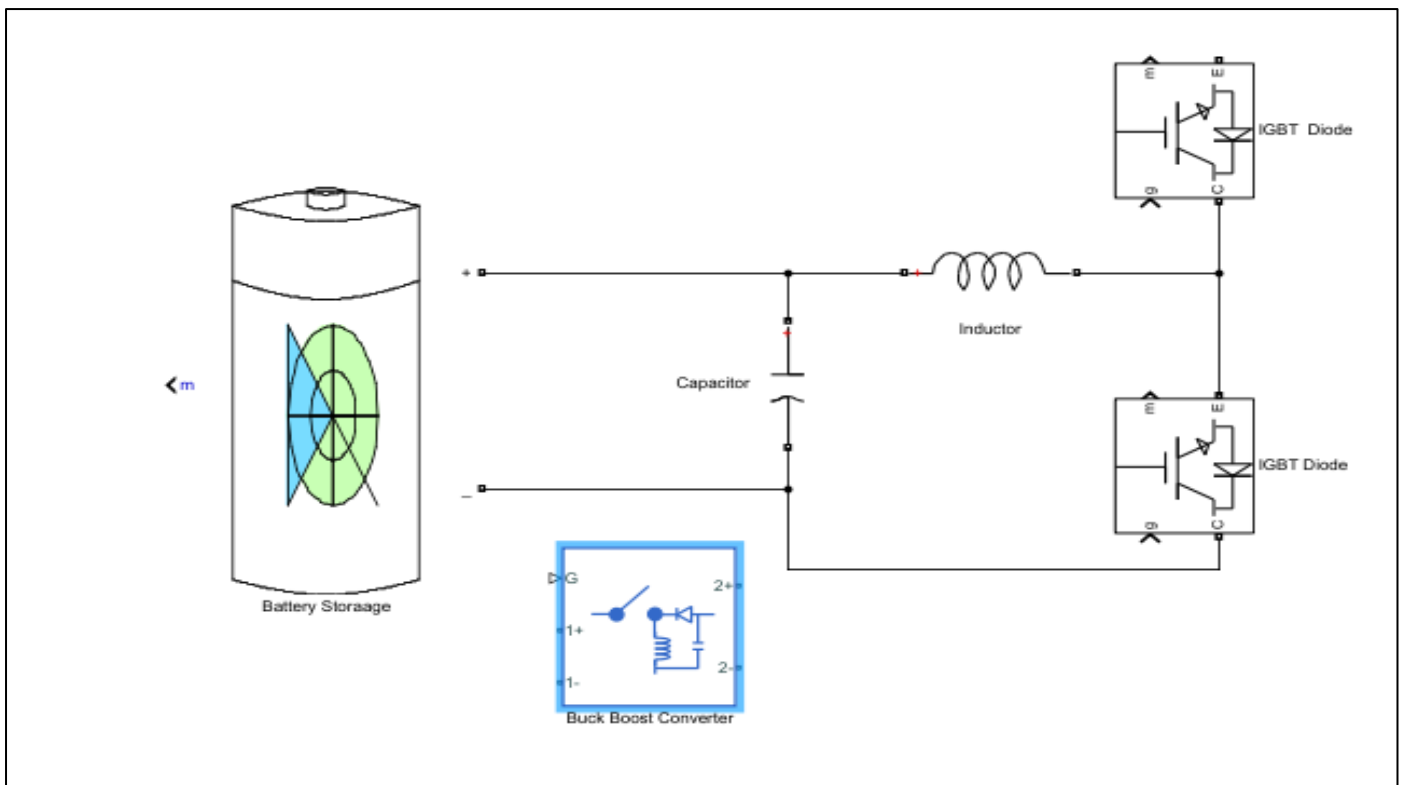 m
E
IGBT Diode
g
C
+
+
Inductor
+
Capacitor
m
m
E
IGBT Diode
g
C
_
G
2+
1+
2-
1-
Battery Storaage
Buck Boost Converter